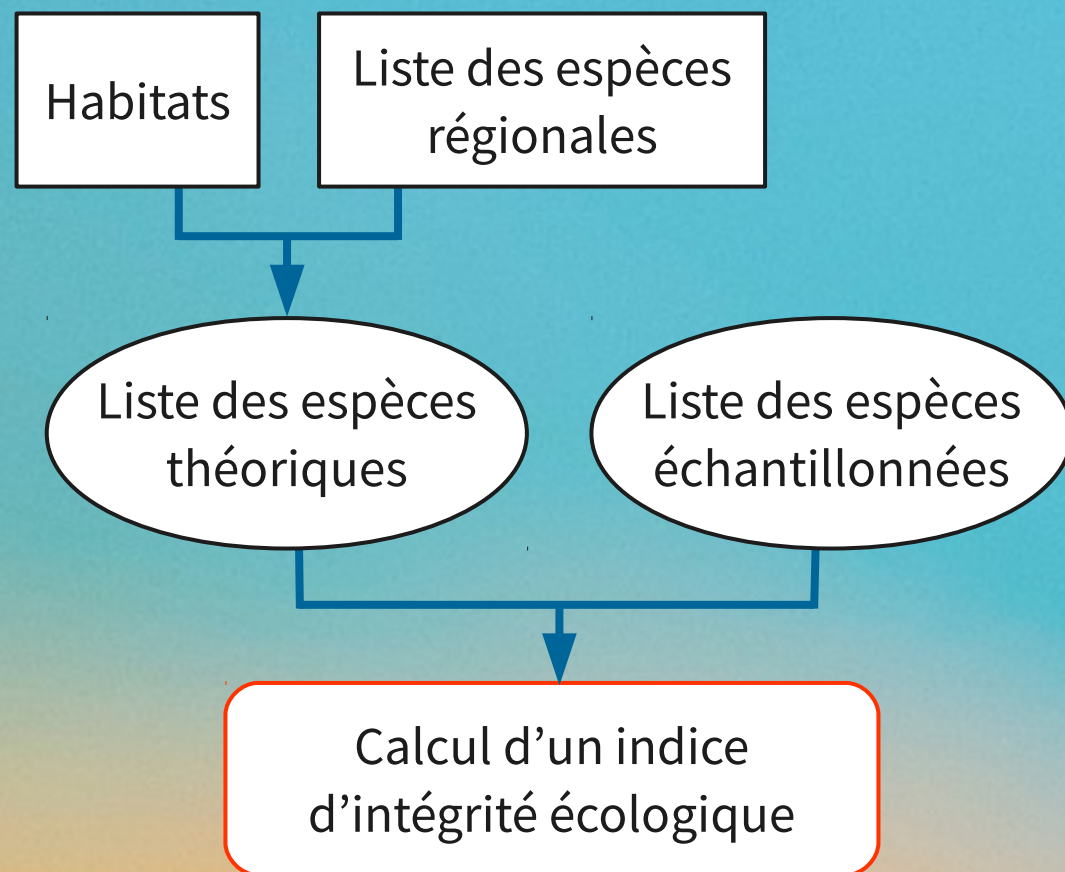 Habitats
Liste des espèces
régionales
Liste des espèces
théoriques
Liste des espèces
échantillonnées
Calcul d’un indice
d’intégrité écologique